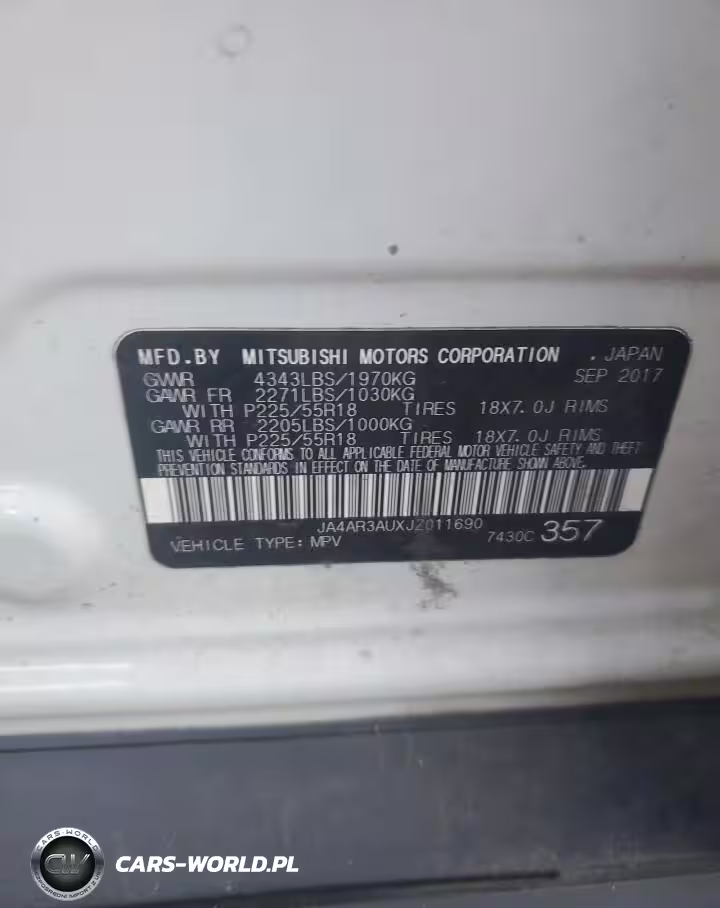 MFD.BY MITSUBISHI MOTORS CORPORATION . JAPAN
GVWR 4343LBS/1970KG SEP 2017
GAWR FR 2271LBS/1030KG
WITH P225/55R18 TIRES 18X7.0J RIMS
GAWR RR 2205LBS/1000KG
WITH P225/55R18 TIRES 18X7.0J RIMS
THIS VEHICLE CONFORMS TO ALL APPLICABLE FEDERAL MOTOR VEHICLE SAFETY AND THEFT
PREVENTION STANDARDS IN EFFECT ON THE DATE OF MANUFACTURE SHOWN ABOVE.
JA4AR3AUXJZ011690
VEHICLE TYPE: MPV 7430C 357
CARS-WORLD
CW
CARS-WORLD.PL